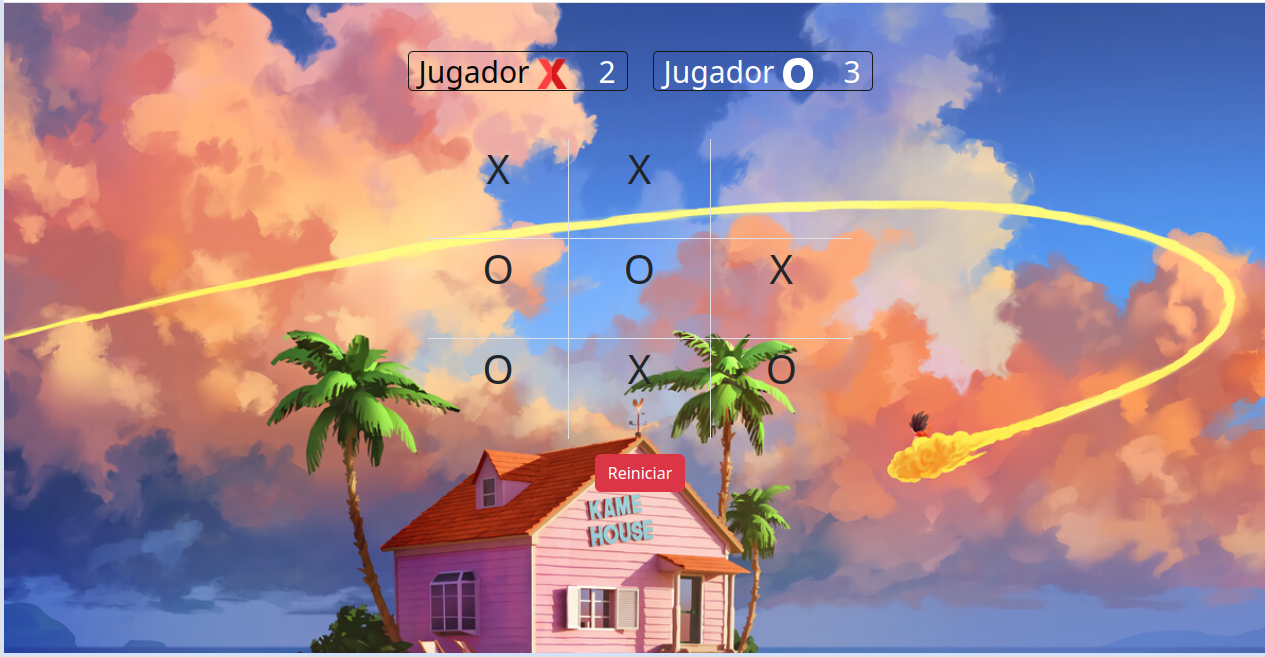 Jugador X 2 Jugador O 3
X X
O O X
O X O
Reiniciar
KAME
HOUSE